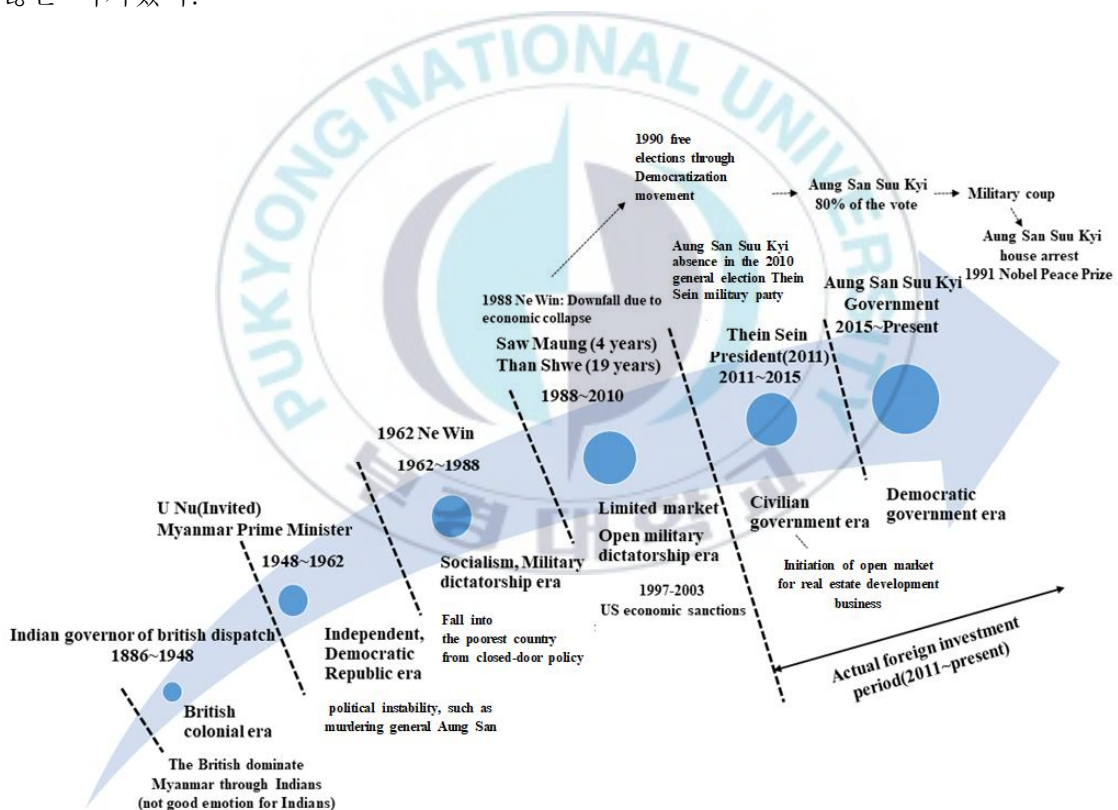 1990 free
elections through
Democratization
movement
Aung San Suu Kyi
80% of the vote
Military coup
Aung San Suu Kyi
house arrest
1991 Nobel Peace Prize
Aung San Suu Kyi
absence in the 2010
general election Thein
Sein military party
1988 Ne Win: Downfall due to
economic collapse
Aung San Suu Kyi
Government
2015~Present
Thein Sein
President(2011)
2011~2015
Saw Maung (4 years)
Than Shwe (19 years)
1988~2010
1962 Ne Win
1962~1988
U Nu(Invited)
Myanmar Prime Minister
1948~1962
Indian governor of british dispatch
1886~1948
British
colonial era
The British dominate
Myanmar through Indians
(not good emotion for Indians)
Independent,
Democratic
Republic era
political instability, such as
murdering general Aung San
Socialism, Military
dictatorship era
Fall into
the poorest country
from closed-door policy
Limited market
Open military
dictatorship era
1997-2003
US economic sanctions
Civilian
government era
Initiation of open market
for real estate development
business
Democratic
government era
Actual foreign investment
period(2011~present)
PUKYONG NATIONAL UNIVERSITY
부경대학교